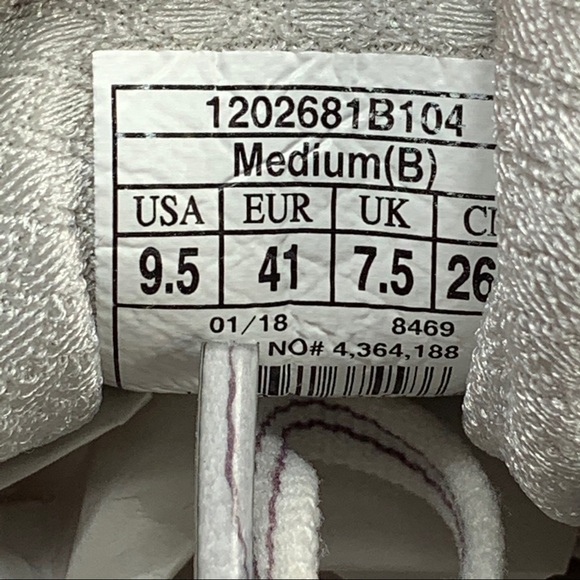 1202681B104
Medium(B)
USA EUR UK
9.5 41 7.5 26
01/18 8469
NO# 4,364,188